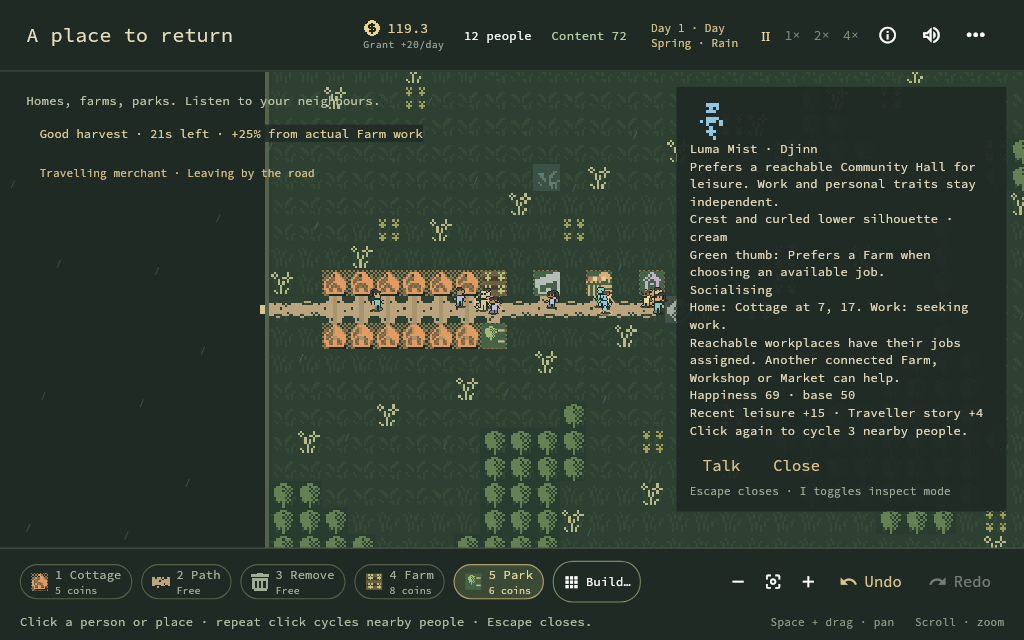 A place to return
119.3
Grant +20/day
12 people
Content 72
Day 1 · Day
Spring · Rain
II 1× 2× 4×
Homes, farms, parks. Listen to your neighbours.
Good harvest · 21s left · +25% from actual Farm work
Travelling merchant · Leaving by the road
Luma Mist · Djinn
Prefers a reachable Community Hall for
leisure. Work and personal traits stay
independent.
Crest and curled lower silhouette ·
cream
Green thumb: Prefers a Farm when
choosing an available job.
Socialising
Home: Cottage at 7, 17. Work: seeking
work.
Reachable workplaces have their jobs
assigned. Another connected Farm,
Workshop or Market can help.
Happiness 69 · base 50
Recent leisure +15 · Traveller story +4
Click again to cycle 3 nearby people.
Talk Close
Escape closes · I toggles inspect mode
1 Cottage
5 coins
2 Path
Free
3 Remove
Free
4 Farm
8 coins
5 Park
6 coins
Build…
Undo
Redo
Click a person or place · repeat click cycles nearby people · Escape closes.
Space + drag · pan Scroll · zoom